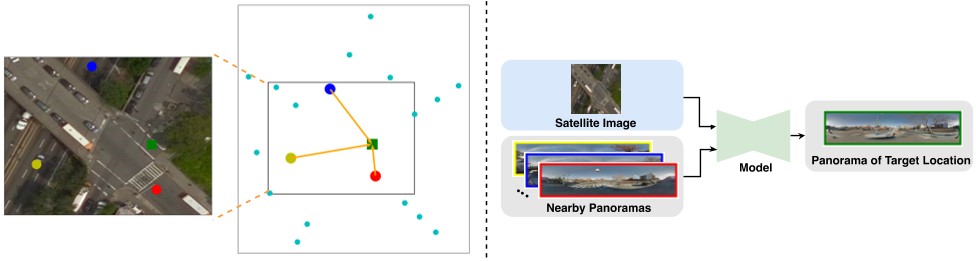 Satellite Image
Nearby Panoramas
Model
Panorama of Target Location